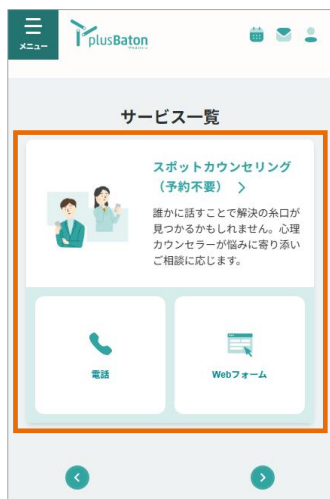 メニュー
plusBaton
サービス一覧
スポットカウンセリング
（予約不要）
誰かに話すことで解決の糸口が
見つかるかもしれません。心理
カウンセラーが悩みに寄り添い
ご相談に応じます。
電話
Webフォーム